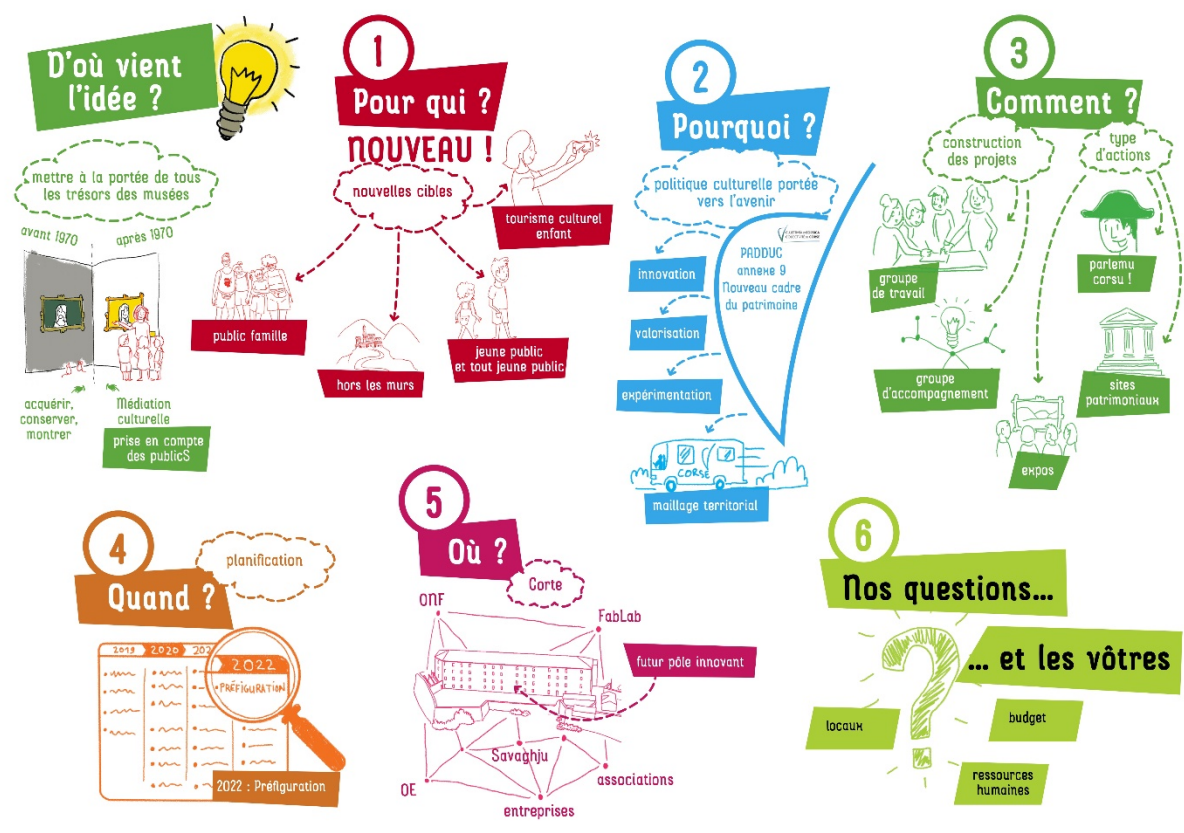 D'où vient
l'idée ?
mettre à la portée de tous
les trésors des musées
avant 1970
après 1970
acquérir,
conserver,
montrer
Médiation
culturelle
prise en compte
des publicS
1
Pour qui ?
NOUVEAU !
nouvelles cibles
tourisme culturel
enfant
public famille
hors les murs
jeune public
et tout jeune public
2
Pourquoi ?
politique culturelle portée
vers l'avenir
innovation
valorisation
expérimentation
PADDUC
annexe 9
Nouveau cadre
du patrimoine
CORSE
maillage territorial
3
Comment ?
construction
des projets
type
d'actions
groupe
de travail
parlemu
corsu !
groupe
d'accompagnement
sites
patrimoniaux
expos
4
Quand ?
planification
2019 2020 202
2022
PRÉFIGURATION
2022 : Préfiguration
5
Où ?
Corte
ONF
FabLab
futur pôle innovant
Savaghju
OE
associations
entreprises
6
Nos questions...
... et les vôtres
locaux
budget
ressources
humaines